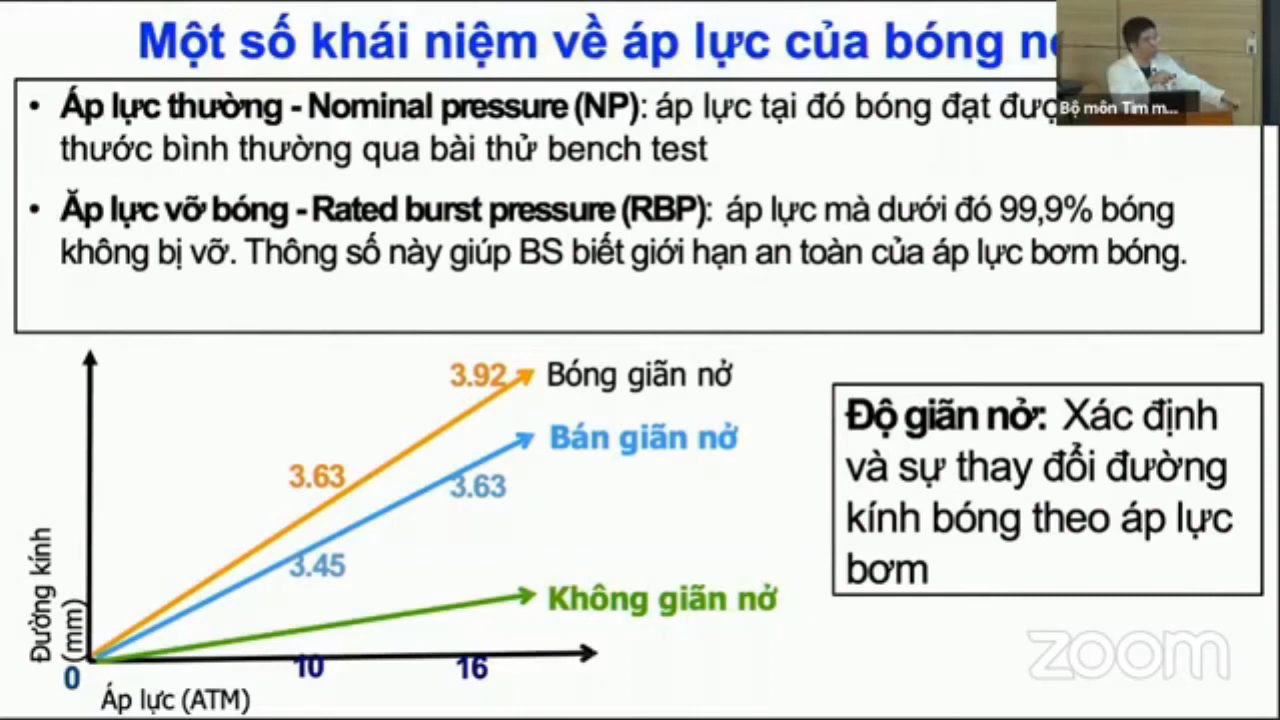 Một số khái niệm về áp lực của bóng
Bộ môn Tim m...
• Áp lực thường - Nominal pressure (NP): áp lực tại đó bóng đạt
thước bình thường qua bài thử bench test
• Ắp lực vỡ bóng - Rated burst pressure (RBP): áp lực mà dưới đó 99,9% bóng
không bị vỡ. Thông số này giúp BS biết giới hạn an toàn của áp lực bơm bóng.
3.92
Bóng giãn nở
Bán giãn nở
3.63
3.63
3.45
Không giãn nở
Đường kính
(mm)
0
10
16
Áp lực (ATM)
Độ giãn nở: Xác định
và sự thay đổi đường
kính bóng theo áp lực
bơm
zoom